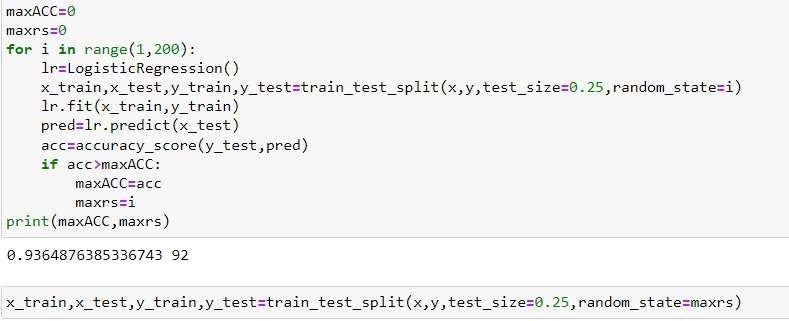 maxACC=0
maxrs=0
for i in range(1,200):
    lr=LogisticRegression()
    x_train,x_test,y_train,y_test=train_test_split(x,y,test_size=0.25,random_state=i)
    lr.fit(x_train,y_train)
    pred=lr.predict(x_test)
    acc=accuracy_score(y_test,pred)
    if acc>maxACC:
        maxACC=acc
        maxrs=i
print(maxACC,maxrs)
0.9364876385336743 92
x_train,x_test,y_train,y_test=train_test_split(x,y,test_size=0.25,random_state=maxrs)